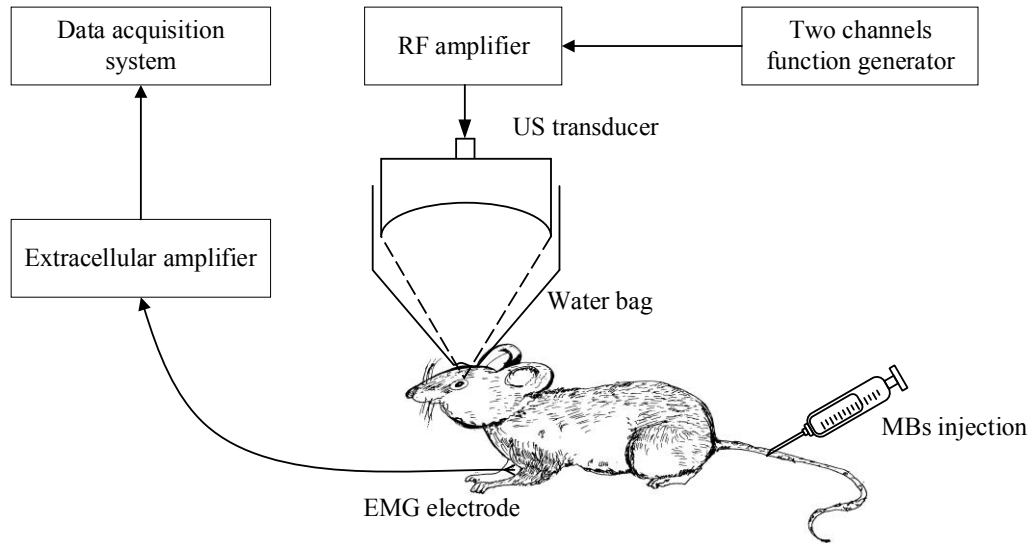 Data acquisition
system
RF amplifier
Two channels
function generator
US transducer
Extracellular amplifier
Water bag
MBs injection
EMG electrode